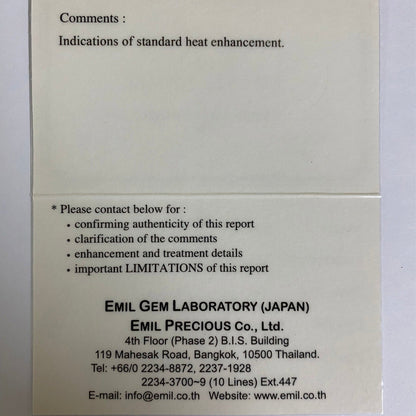 Comments :
Indications of standard heat enhancement.
* Please contact below for :
• confirming authenticity of this report
• clarification of the comments
• enhancement and treatment details
• important LIMITATIONS of this report
EMIL GEM LABORATORY (JAPAN)
EMIL PRECIOUS Co., Ltd.
4th Floor (Phase 2) B.I.S. Building
119 Mahesak Road, Bangkok, 10500 Thailand.
Tel: +66/0 2234-8872, 2237-1928
2234-3700~9 (10 Lines) Ext.447
E-mail: info@emil.co.th Website: www.emil.co.th